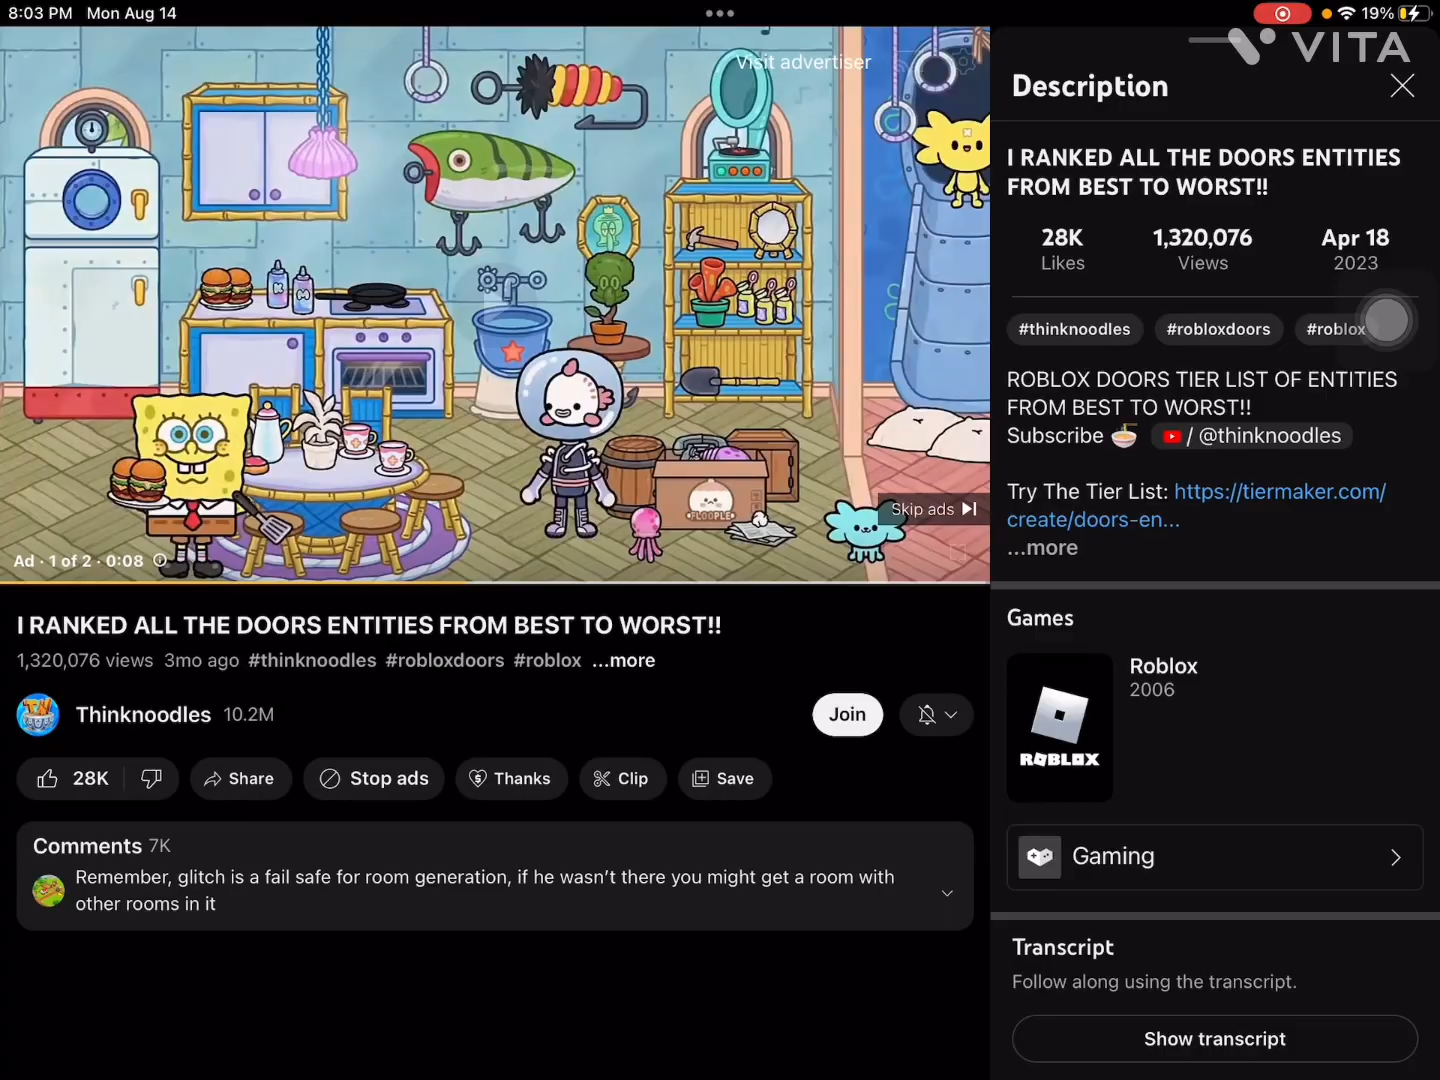 8:03 PM Mon Aug 14
19%
VITA
Visit advertiser
FLOOPLE
Skip ads
Ad · 1 of 2 · 0:08
I RANKED ALL THE DOORS ENTITIES FROM BEST TO WORST!!
1,320,076 views 3mo ago #thinknoodles #robloxdoors #roblox ...more
Thinknoodles 10.2M
Join
28K
Share
Stop ads
Thanks
Clip
Save
Comments 7K
Remember, glitch is a fail safe for room generation, if he wasn't there you might get a room with
other rooms in it
Description
I RANKED ALL THE DOORS ENTITIES
FROM BEST TO WORST!!
28K 1,320,076 Apr 18
Likes Views 2023
#thinknoodles #robloxdoors #roblox
ROBLOX DOORS TIER LIST OF ENTITIES
FROM BEST TO WORST!!
Subscribe 🍜 / @thinknoodles
Try The Tier List: https://tiermaker.com/
create/doors-en...
...more
Games
Roblox
2006
ROBLOX
Gaming
Transcript
Follow along using the transcript.
Show transcript